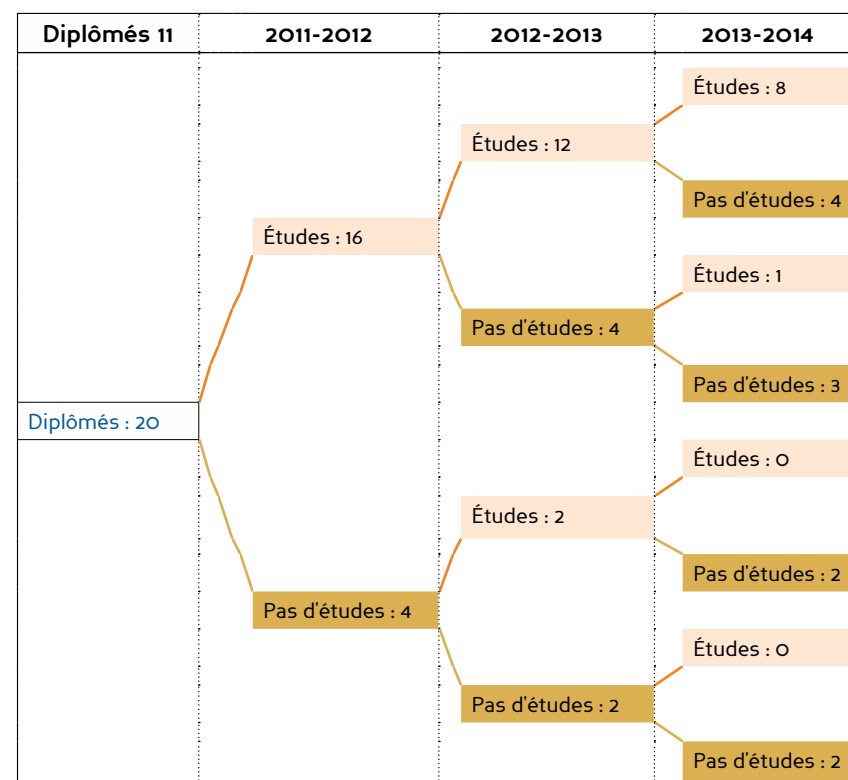 Diplômés 11 2011-2012 2012-2013 2013-2014
Études : 8
Études : 12
Pas d'études : 4
Études : 16
Études : 1
Pas d'études : 4
Pas d'études : 3
Diplômés : 20
Études : 0
Études : 2
Pas d'études : 2
Pas d'études : 4
Études : 0
Pas d'études : 2
Pas d'études : 2